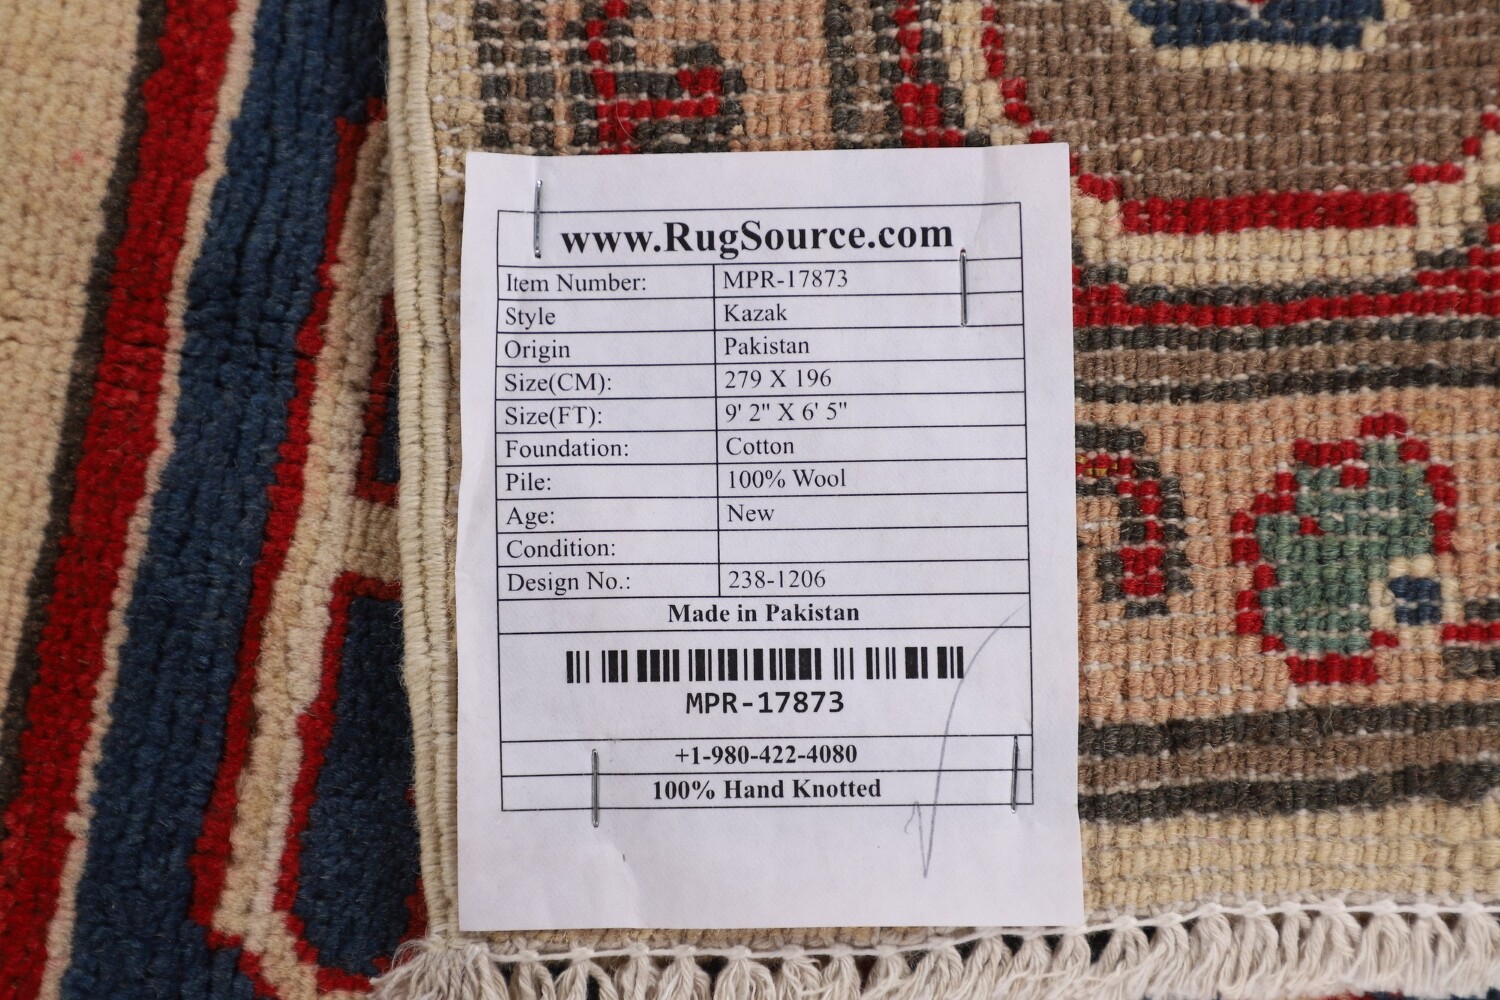 www.RugSource.com
Item Number: MPR-17873
Style Kazak
Origin Pakistan
Size(CM): 279 X 196
Size(FT): 9' 2" X 6' 5"
Foundation: Cotton
Pile: 100% Wool
Age: New
Condition:
Design No.: 238-1206
Made in Pakistan
MPR-17873
+1-980-422-4080
100% Hand Knotted